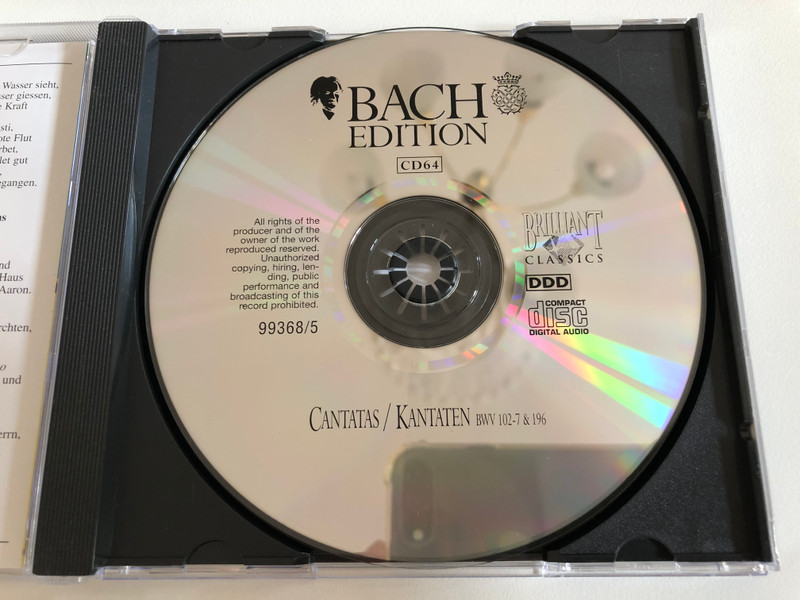 Wasser sieht,
sser giessen,
Kraft
sti,
ote Flut
rbet,
let gut
egangen.
nd
Haus
Aaron.
rchten,
und
errn,
BACH
EDITION
CD64
All rights of the
producer and of the
owner of the work
reproduced reserved.
Unauthorized
copying, hiring, len-
ding, public
performance and
broadcasting of this
record prohibited.
99368/5
BRILLIANT
CLASSICS
DDD
COMPACT
disc
DIGITAL AUDIO
CANTATAS / KANTATEN BWV 102-7 & 196